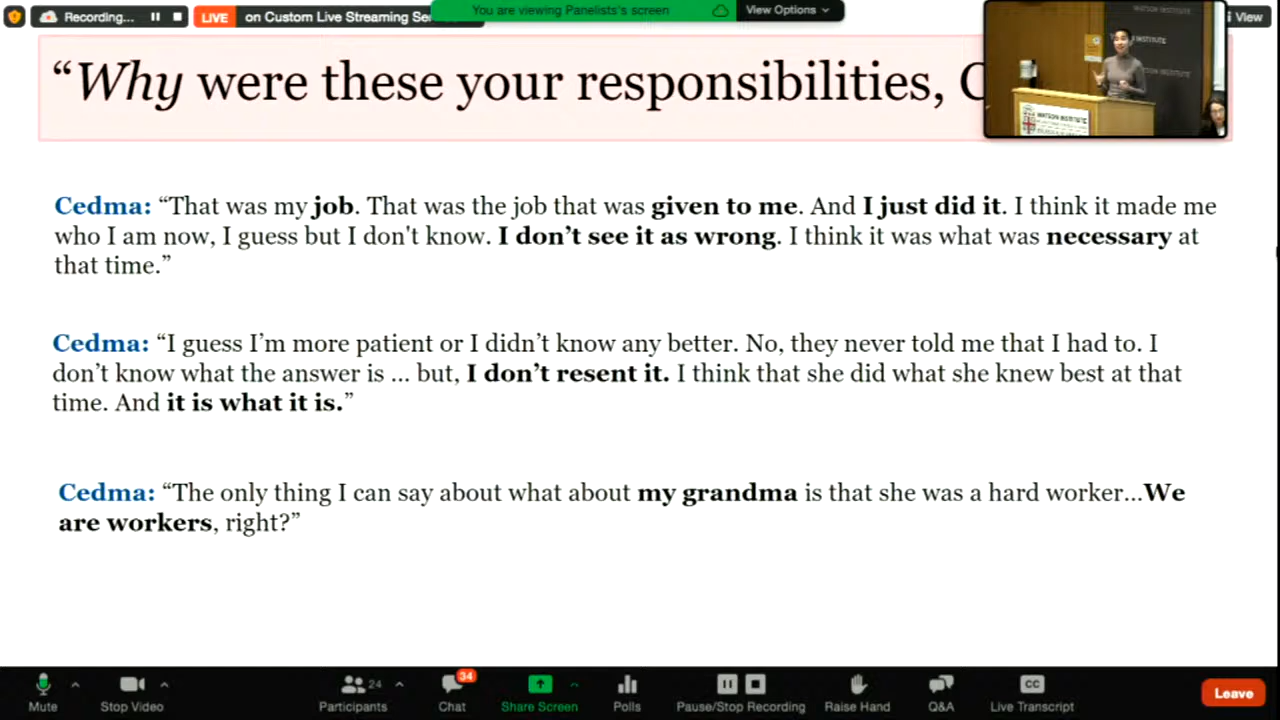 Recording...
LIVE
on Custom Live Streaming Se
You are viewing Panelists's screen
View Options
View
WATSON INSTITUTE
“Why were these your responsibilities, C
Cedma: “That was my job. That was the job that was given to me. And I just did it. I think it made me
who I am now, I guess but I don't know. I don’t see it as wrong. I think it was what was necessary at
that time.”
Cedma: “I guess I’m more patient or I didn’t know any better. No, they never told me that I had to. I
don’t know what the answer is ... but, I don’t resent it. I think that she did what she knew best at that
time. And it is what it is.”
Cedma: “The only thing I can say about what about my grandma is that she was a hard worker...We
are workers, right?”
Mute
Stop Video
24
Participants
34
Chat
Share Screen
Polls
Pause/Stop Recording
Raise Hand
Q&A
CC
Live Transcript
Leave